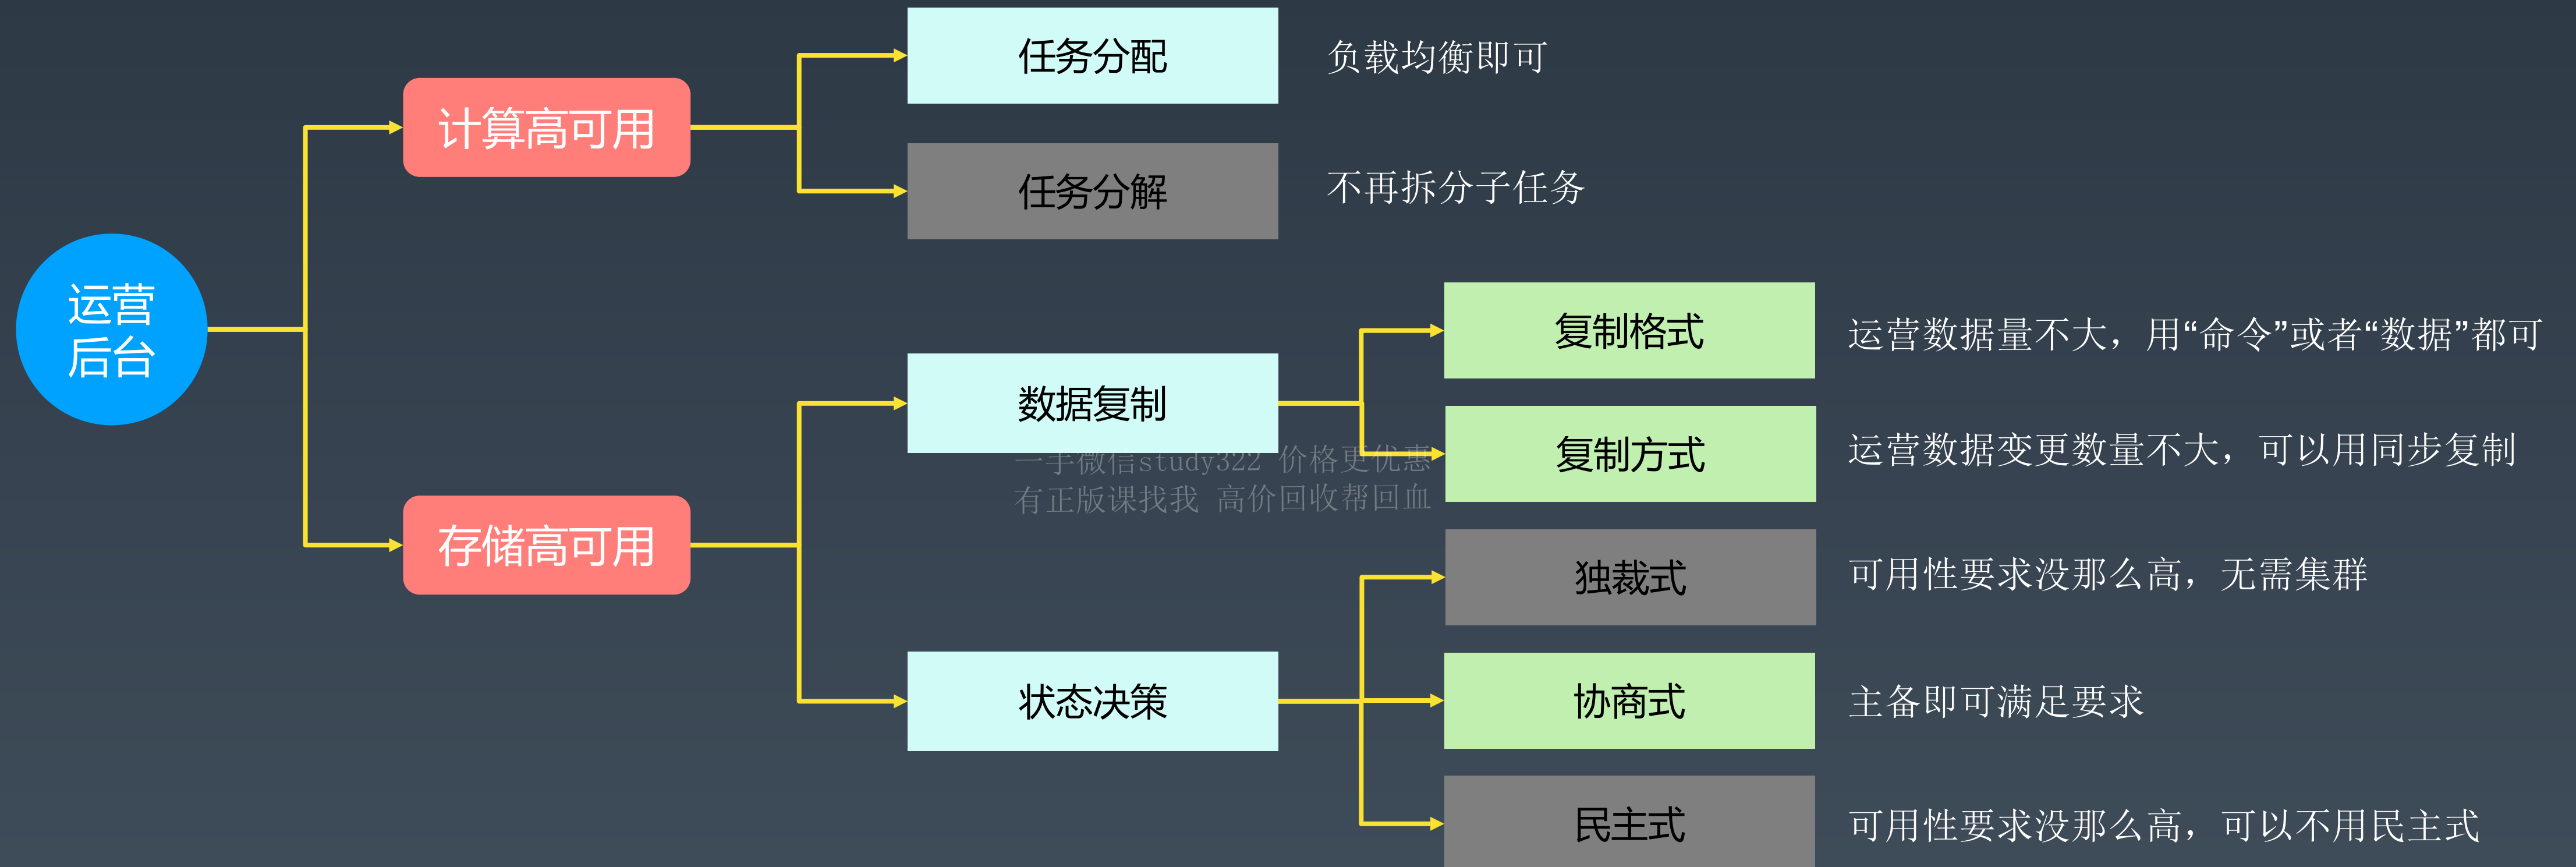 任务分配
负载均衡即可
计算高可用
任务分解
不再拆分子任务
运营
后台
复制格式
运营数据量不大，用“命令”或者“数据”都可
数据复制
复制方式
运营数据变更数量不大，可以用同步复制
一手微信study322 价格更优惠
有正版课找我 高价回收帮回血
存储高可用
独裁式
可用性要求没那么高，无需集群
状态决策
协商式
主备即可满足要求
民主式
可用性要求没那么高，可以不用民主式